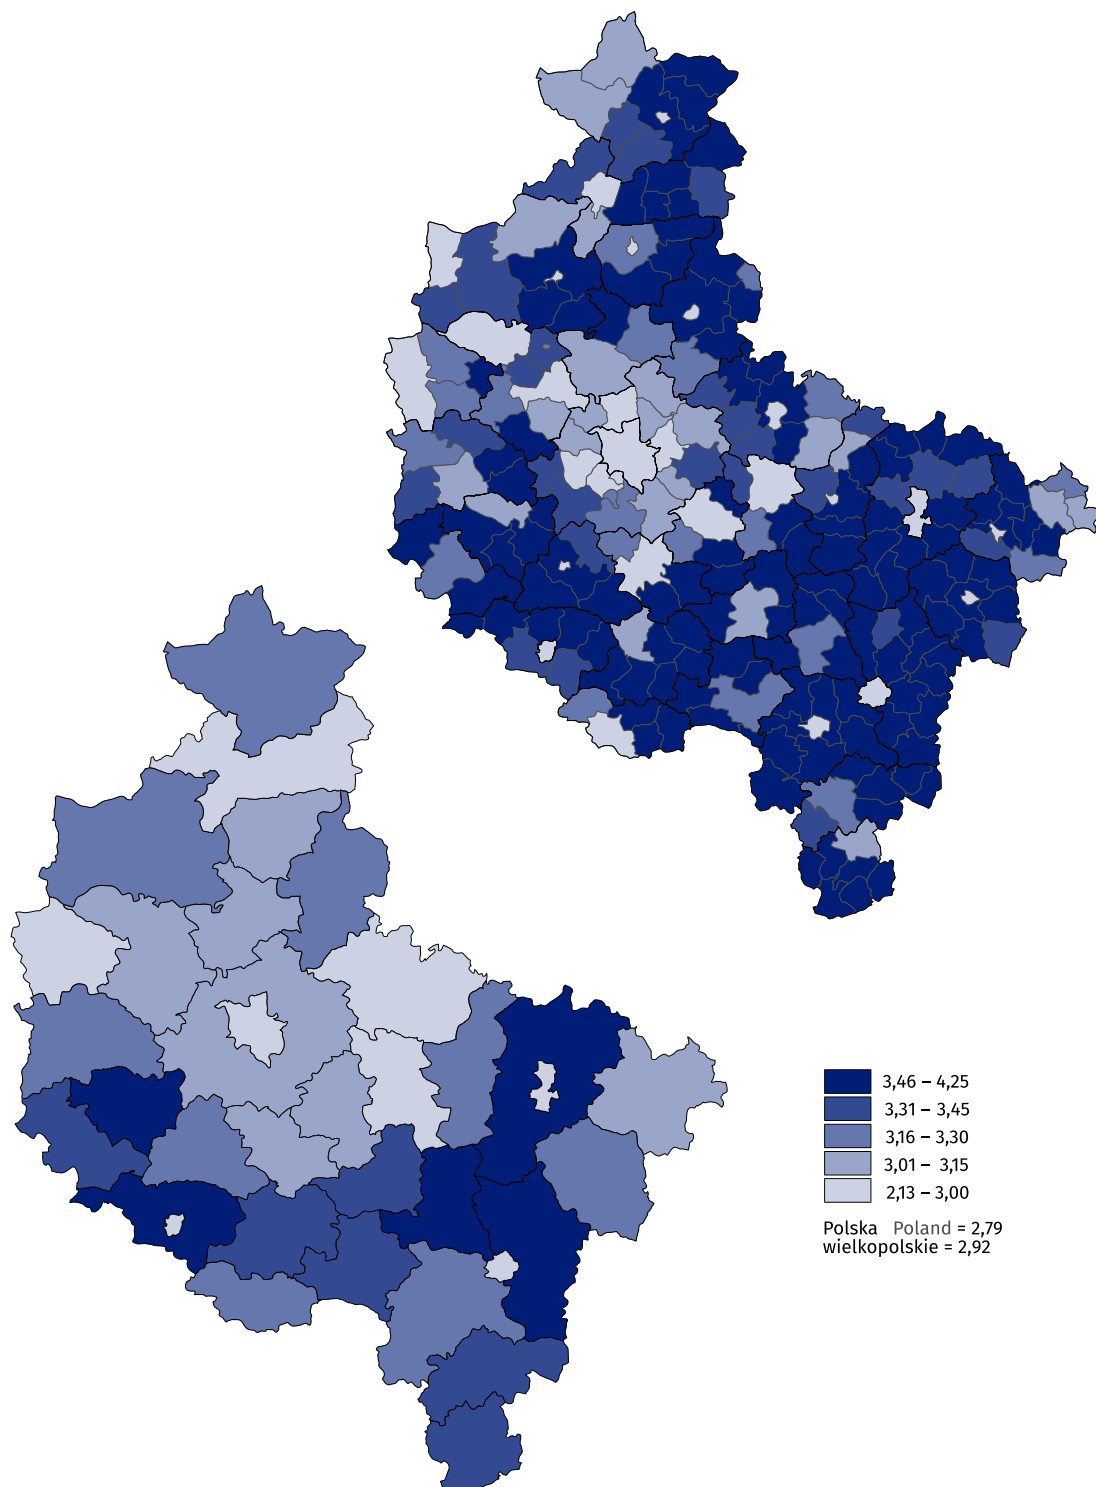 3,46 – 4,25
3,31 – 3,45
3,16 – 3,30
3,01 – 3,15
2,13 – 3,00
Polska Poland = 2,79
wielkopolskie = 2,92